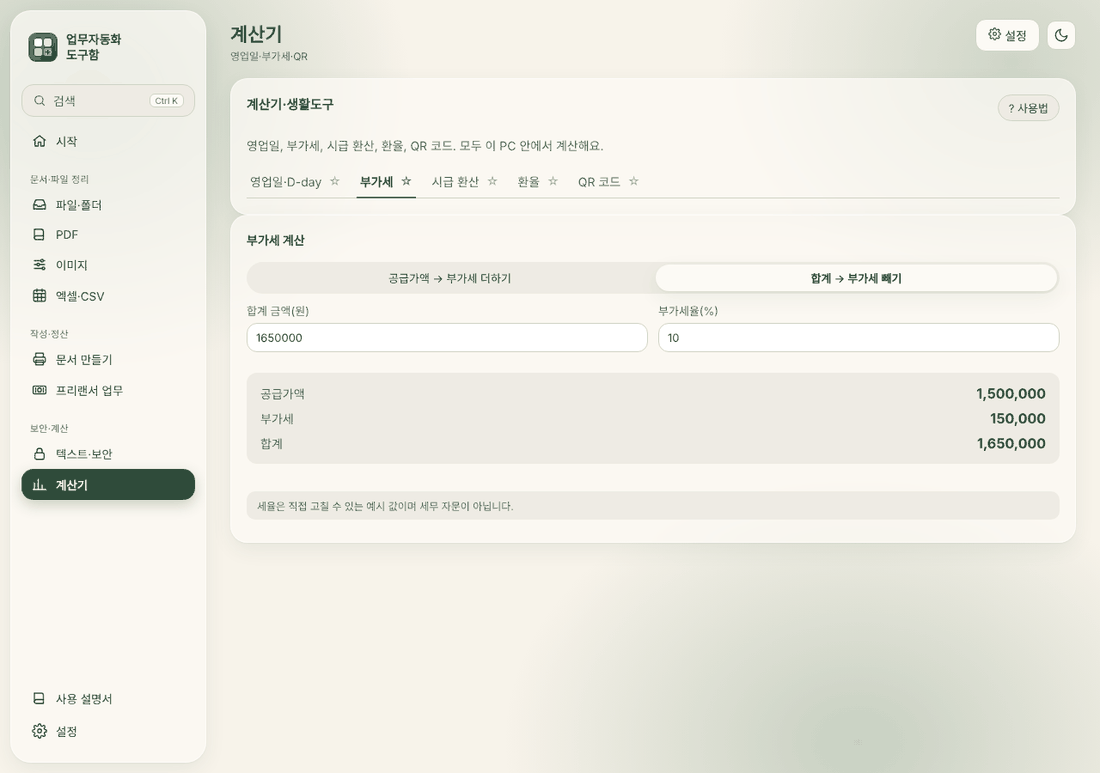 업무자동화
도구함
검색 Ctrl K
시작
문서·파일 정리
파일·폴더
PDF
이미지
엑셀·CSV
작성·정산
문서 만들기
프리랜서 업무
보안·계산
텍스트·보안
계산기
사용 설명서
설정
계산기
영업일·부가세·QR
설정
계산기·생활도구
? 사용법
영업일, 부가세, 시급 환산, 환율, QR 코드. 모두 이 PC 안에서 계산해요.
영업일·D-day ☆ 부가세 ☆ 시급 환산 ☆ 환율 ☆ QR 코드 ☆
부가세 계산
공급가액 → 부가세 더하기 합계 → 부가세 빼기
합계 금액(원) 부가세율(%)
1650000 10
공급가액 1,500,000
부가세 150,000
합계 1,650,000
세율은 직접 고칠 수 있는 예시 값이며 세무 자문이 아닙니다.